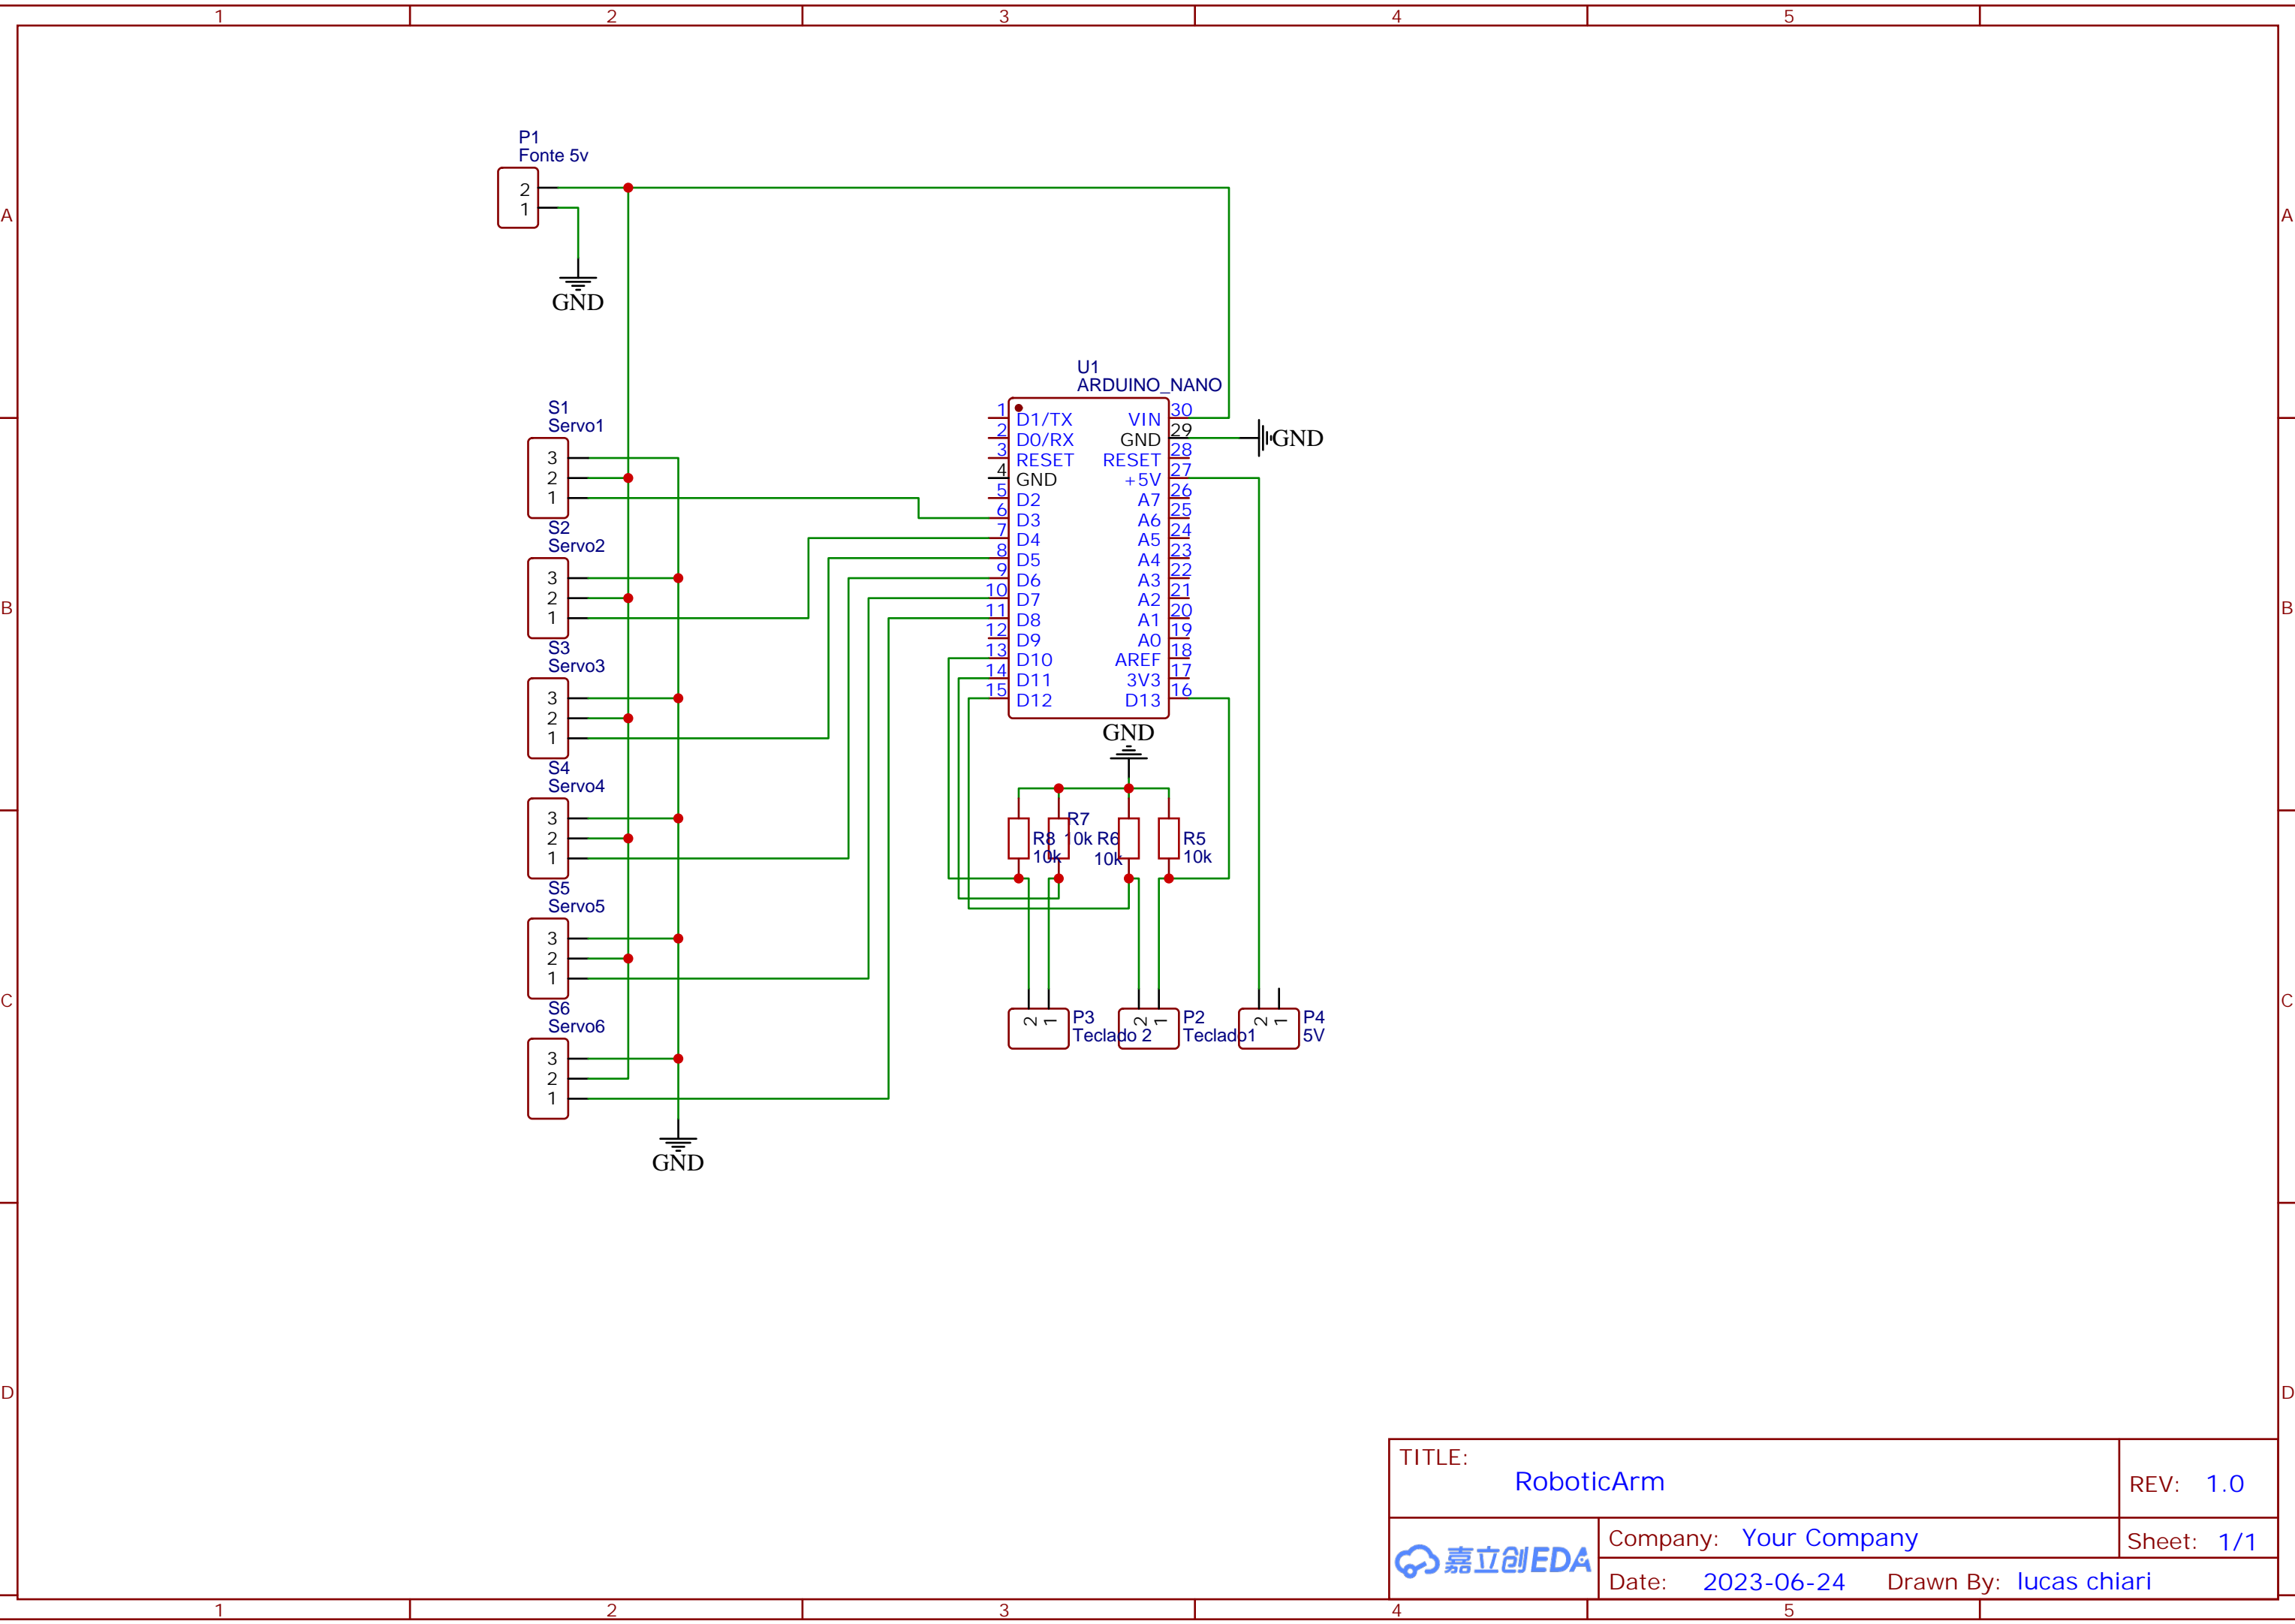 1 2 3 4 5
A A
B B
C C
D D
P1
Fonte 5v
2
1
GND
S1
Servo1
3
2
1
S2
Servo2
3
2
1
S3
Servo3
3
2
1
S4
Servo4
3
2
1
S5
Servo5
3
2
1
S6
Servo6
3
2
1
GND
U1
ARDUINO_NANO
1 D1/TX VIN 30
2 D0/RX GND 29 GND
3 RESET RESET 28
4 GND +5V 27
5 D2 A7 26
6 D3 A6 25
7 D4 A5 24
8 D5 A4 23
9 D6 A3 22
10 D7 A2 21
11 D8 A1 20
12 D9 A0 19
13 D10 AREF 18
14 D11 3V3 17
15 D12 D13 16
GND
R8
10k
R7
10k
R6
10k
R5
10k
2 1
P3
Teclado 2
2 1
P2
Teclado1
2 1
P4
5V
TITLE:
RoboticArm
REV: 1.0
嘉立创EDA
Company: Your Company
Sheet: 1/1
Date: 2023-06-24 Drawn By: lucas chiari
1 2 3 4 5